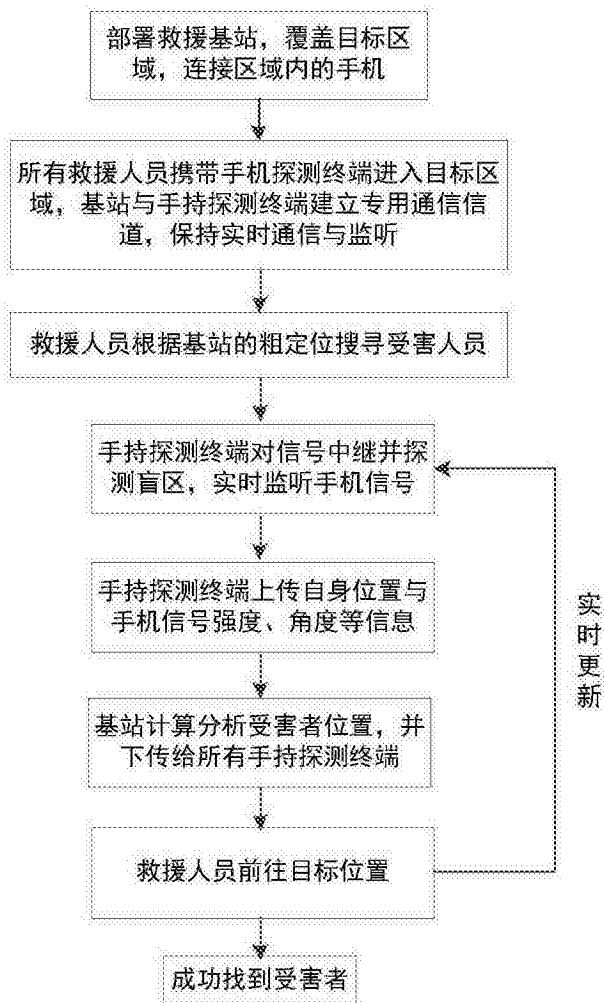 部署救援基站，覆盖目标区
域，连接区域内的手机
所有救援人员携带手机探测终端进入目标区
域，基站与手持探测终端建立专用通信信
道，保持实时通信与监听
救援人员根据基站的粗定位搜寻受害人员
手持探测终端对信号中继并探
测盲区，实时监听手机信号
手持探测终端上传自身位置与
手机信号强度、角度等信息
基站计算分析受害者位置，并
下传给所有手持探测终端
救援人员前往目标位置
成功找到受害者
实时更新